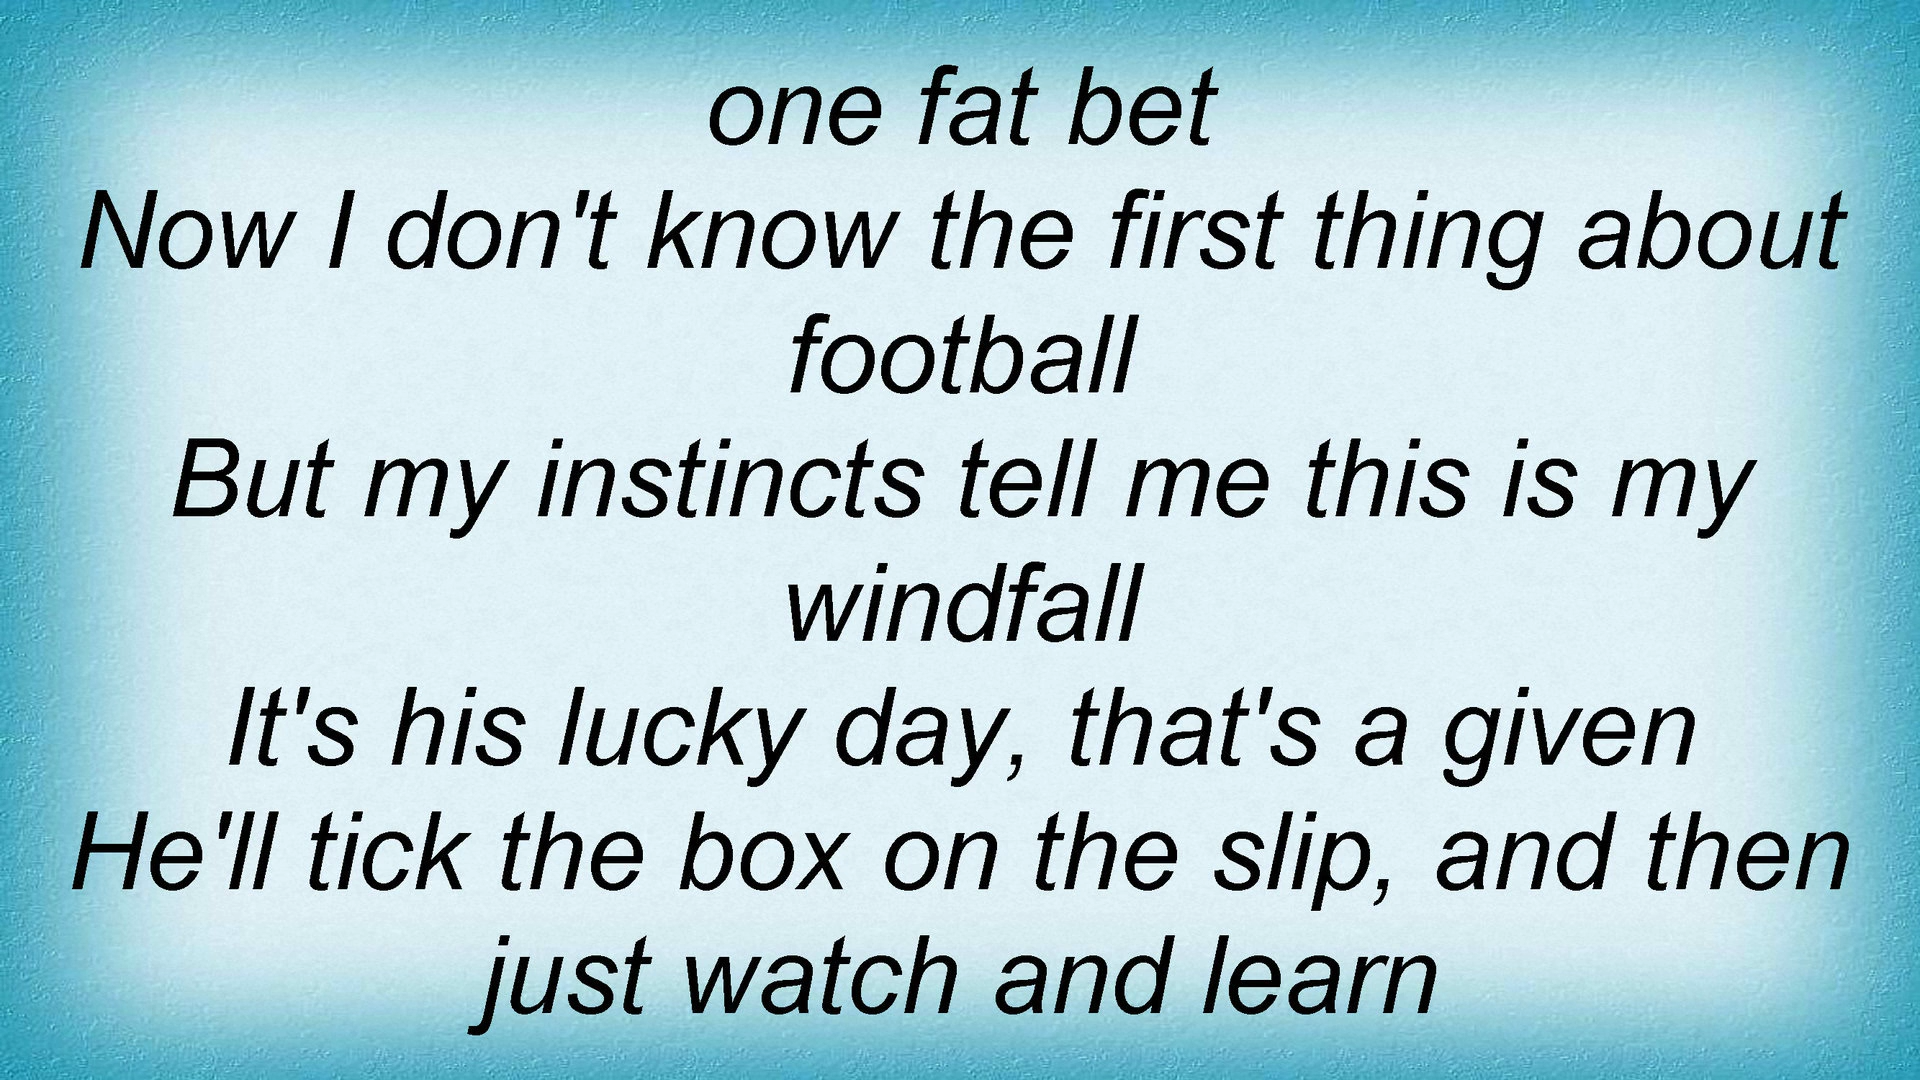 one fat bet
Now I don't know the first thing about
football
But my instincts tell me this is my
windfall
It's his lucky day, that's a given
He'll tick the box on the slip, and then
just watch and learn